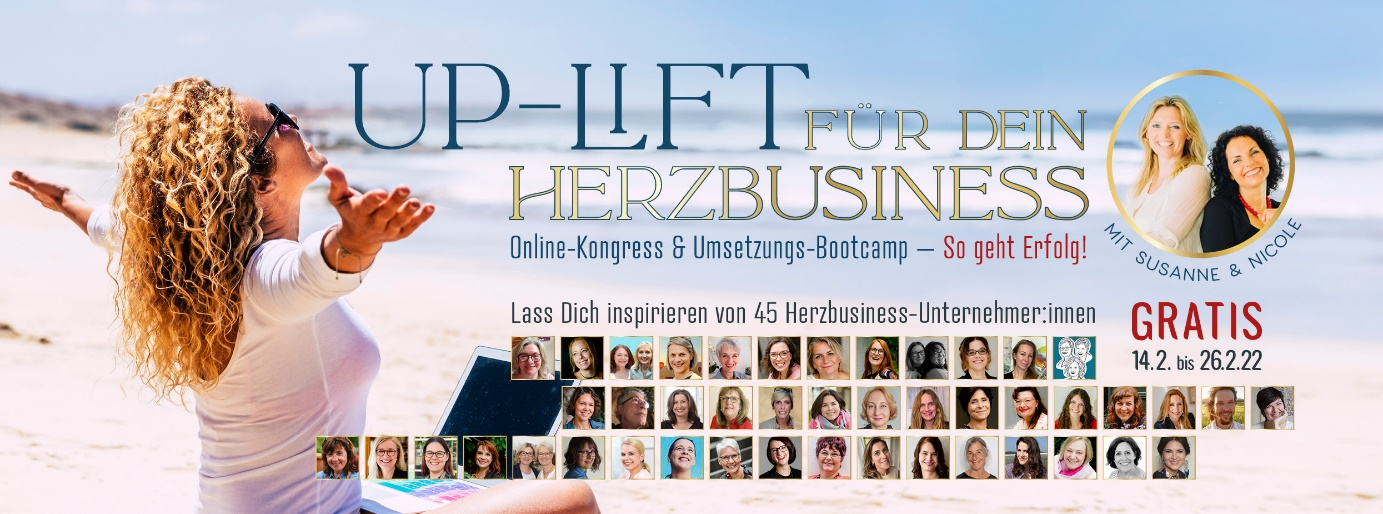 UP-LIFT FÜR DEIN
HERZBUSINESS
Online-Kongress & Umsetzungs-Bootcamp – So geht Erfolg!
MIT SUSANNE & NICOLE
Lass Dich inspirieren von 45 Herzbusiness-Unternehmer:innen
GRATIS
14.2. bis 26.2.22